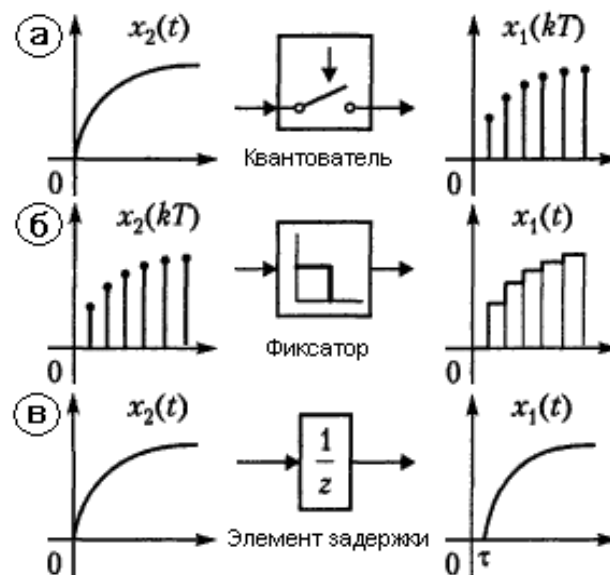 а
x₂(t)
x₁(kT)
0
Квантователь
0
б
x₂(kT)
x₁(t)
0
Фиксатор
0
в
x₂(t)
x₁(t)
1
z
0
Элемент задержки
0 τ